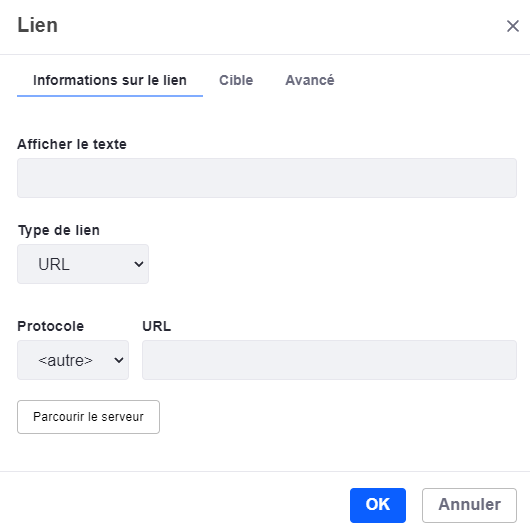 Lien
Informations sur le lien Cible Avancé
Afficher le texte
Type de lien
URL
Protocole URL
<autre>
Parcourir le serveur
OK Annuler